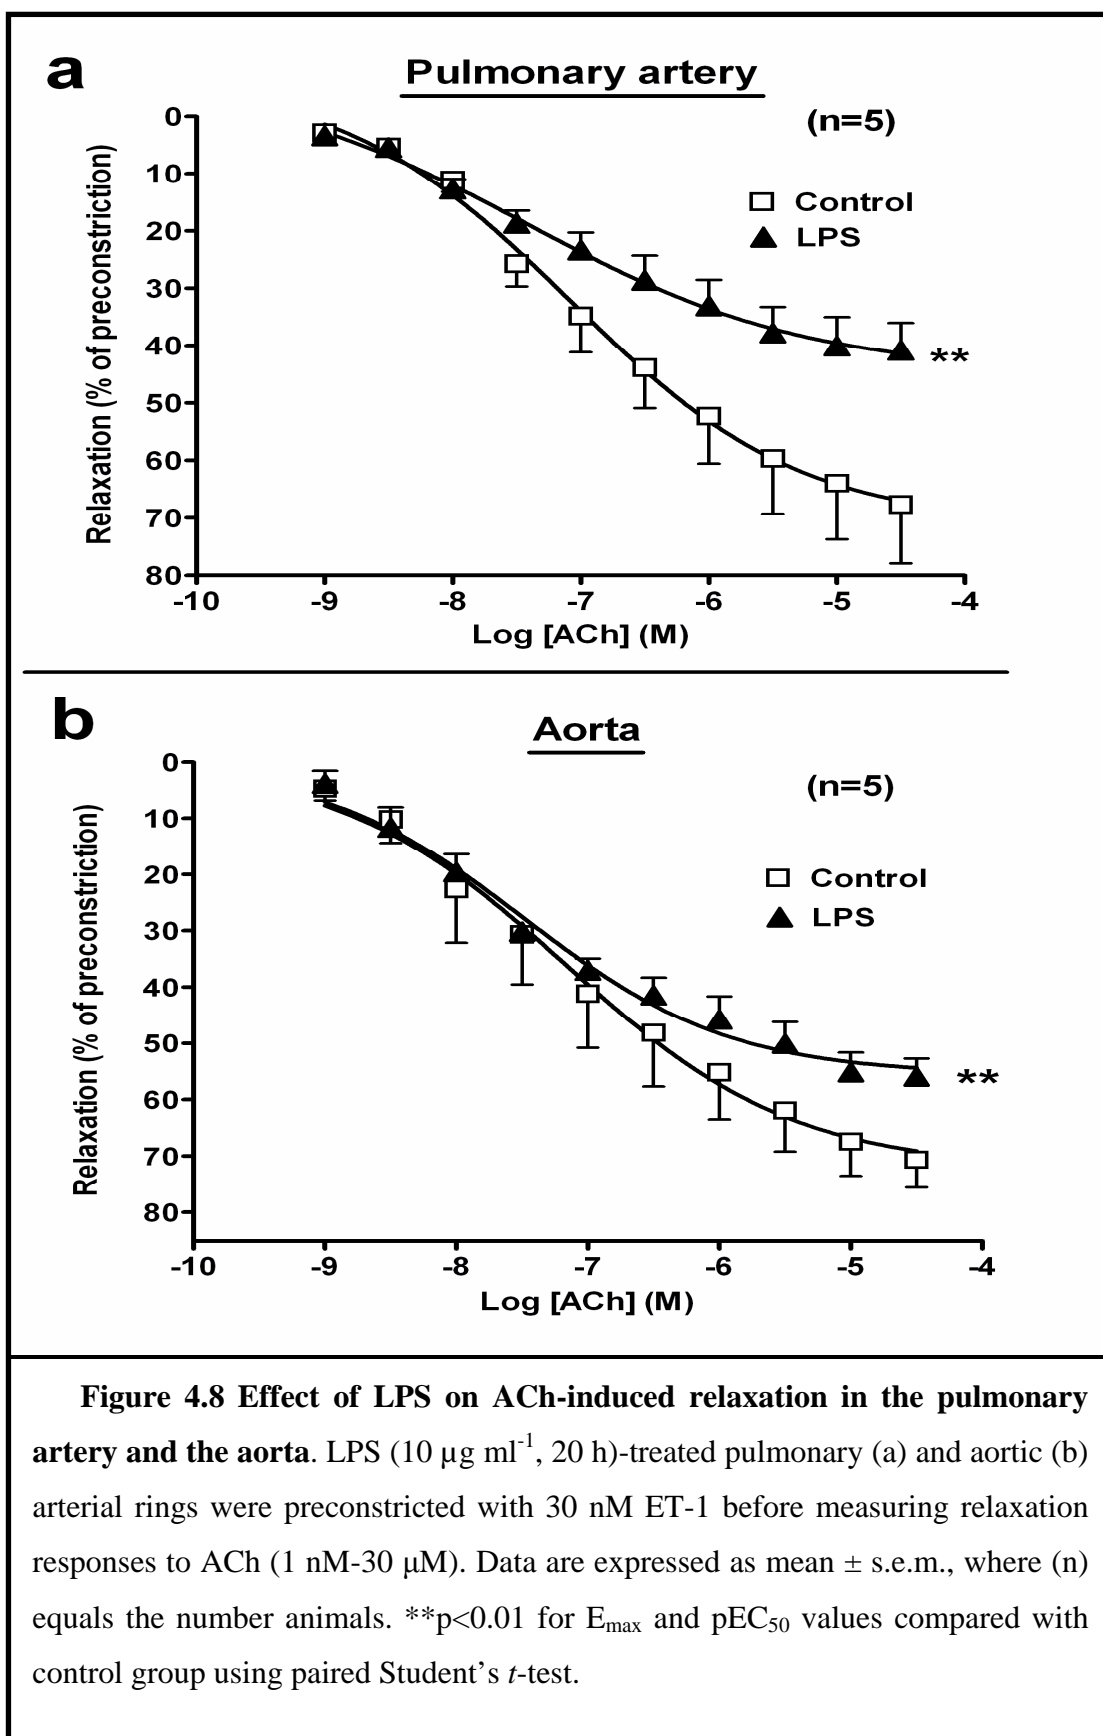 a
Pulmonary artery
(n=5)
Control
LPS
Relaxation (% of preconstriction)
0
10
20
30
40
50
60
70
80
-10 -9 -8 -7 -6 -5 -4
**
Log [ACh] (M)
b
Aorta
(n=5)
Control
LPS
Relaxation (% of preconstriction)
0
10
20
30
40
50
60
70
80
-10 -9 -8 -7 -6 -5 -4
**
Log [ACh] (M)
Figure 4.8 Effect of LPS on ACh-induced relaxation in the pulmonary
artery and the aorta. LPS (10 µg ml⁻¹, 20 h)-treated pulmonary (a) and aortic (b)
arterial rings were preconstricted with 30 nM ET-1 before measuring relaxation
responses to ACh (1 nM-30 µM). Data are expressed as mean ± s.e.m., where (n)
equals the number animals. **p<0.01 for Emax and pEC₅₀ values compared with
control group using paired Student’s t-test.